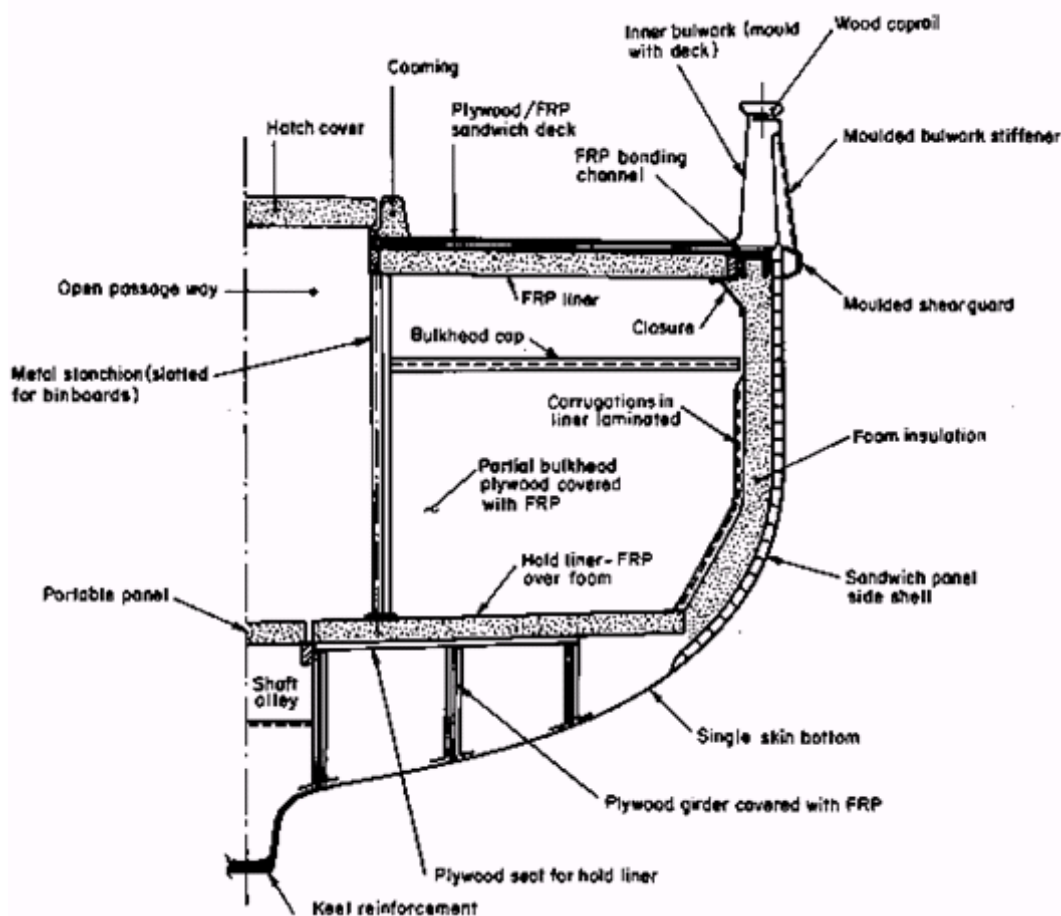 Wood caprail
Inner bulwark (mould
with deck)
Coaming
Plywood/FRP
sandwich deck
Hatch cover
Moulded bulwark stiffener
FRP bonding
channel
Open passage way
FRP liner
Moulded shear guard
Closure
Bulkhead cap
Metal stanchion (slotted
for binboards)
Corrugations in
liner laminated
Foam insulation
Partial bulkhead
plywood covered
with FRP
Hold liner - FRP
over foam
Sandwich panel
side shell
Portable panel
Shaft
alley
Single skin bottom
Plywood girder covered with FRP
Plywood seat for hold liner
Keel reinforcement